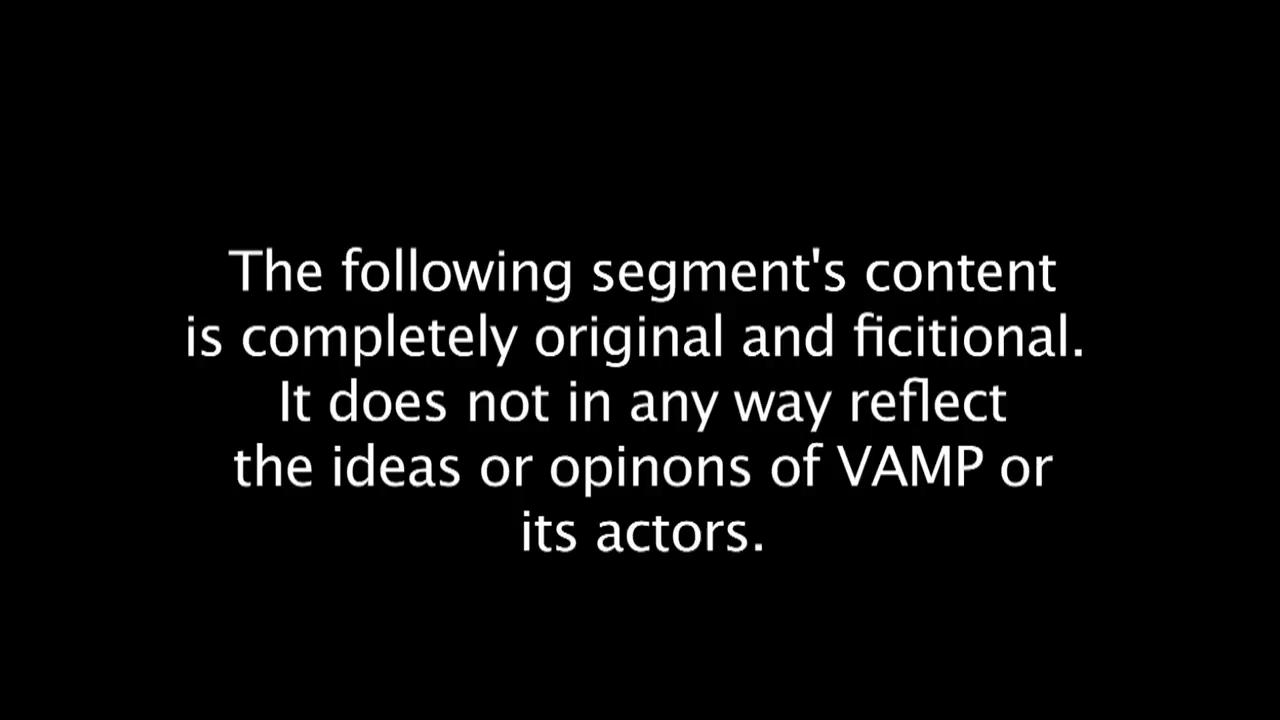 The following segment's content
is completely original and ficitional.
It does not in any way reflect
the ideas or opinons of VAMP or
its actors.